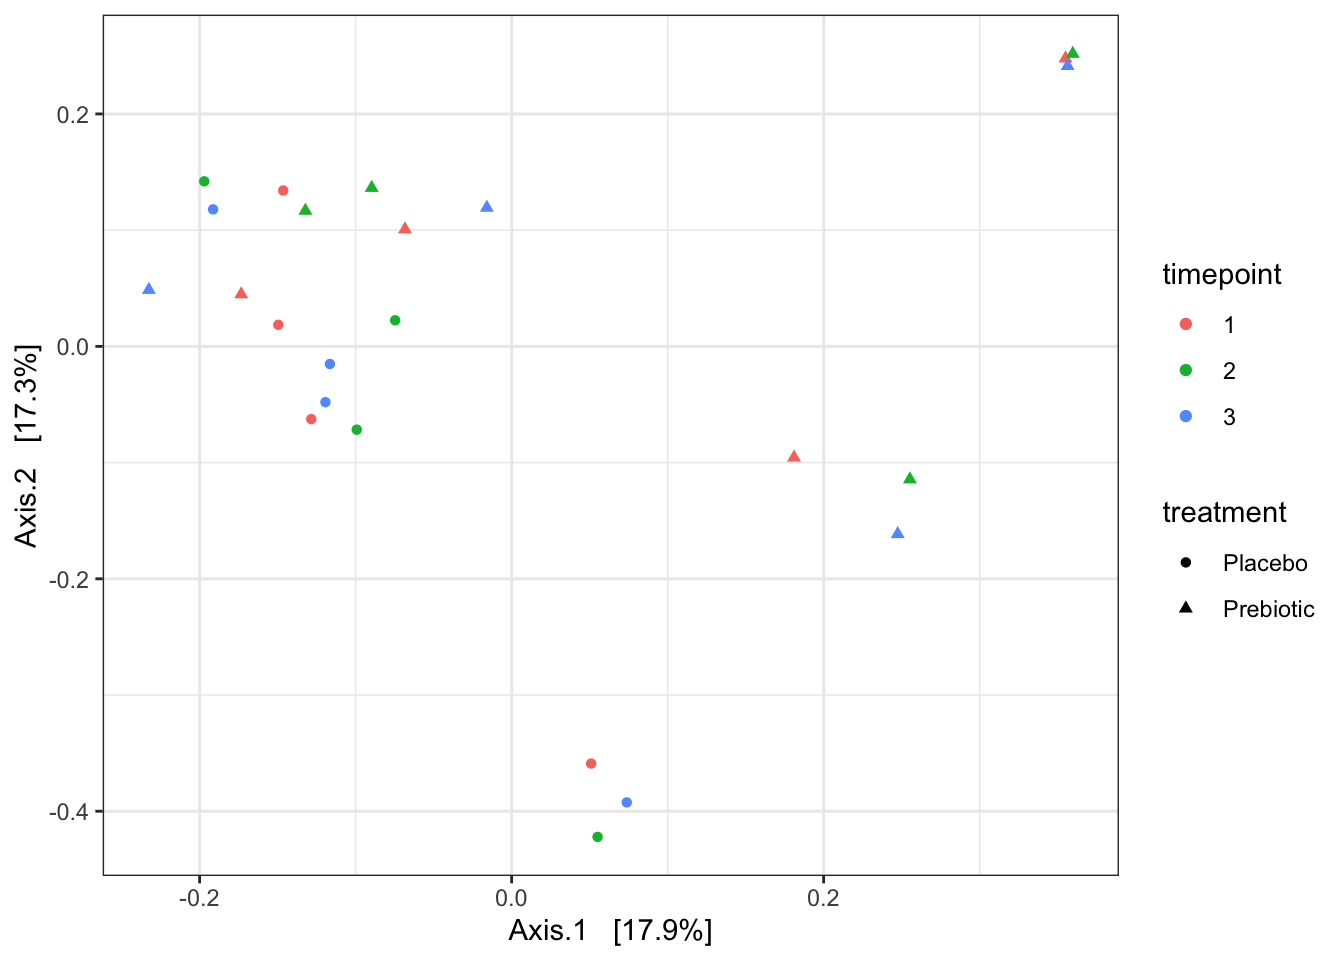 0.2
0.0
-0.2
-0.4
Axis.2 [17.3%]
-0.2 0.0 0.2
Axis.1 [17.9%]
timepoint
1
2
3
treatment
Placebo
Prebiotic